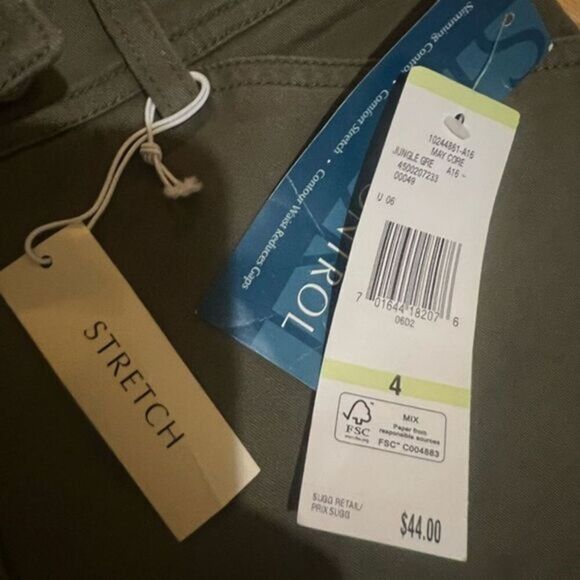 Slimming Control • Comfort Stretch • Contour Waist Reduces Gaps
CONTROL
STRETCH
10244861-A16
MAY CORE
JUNGLE GRE A16 -
4500207233
00049
U 06
7 01644 18207 6
06D2
4
FSC
MIX
Paper from
responsible sources
FSC® C004883
SUGG RETAIL/
PRIX SUGG
$44.00